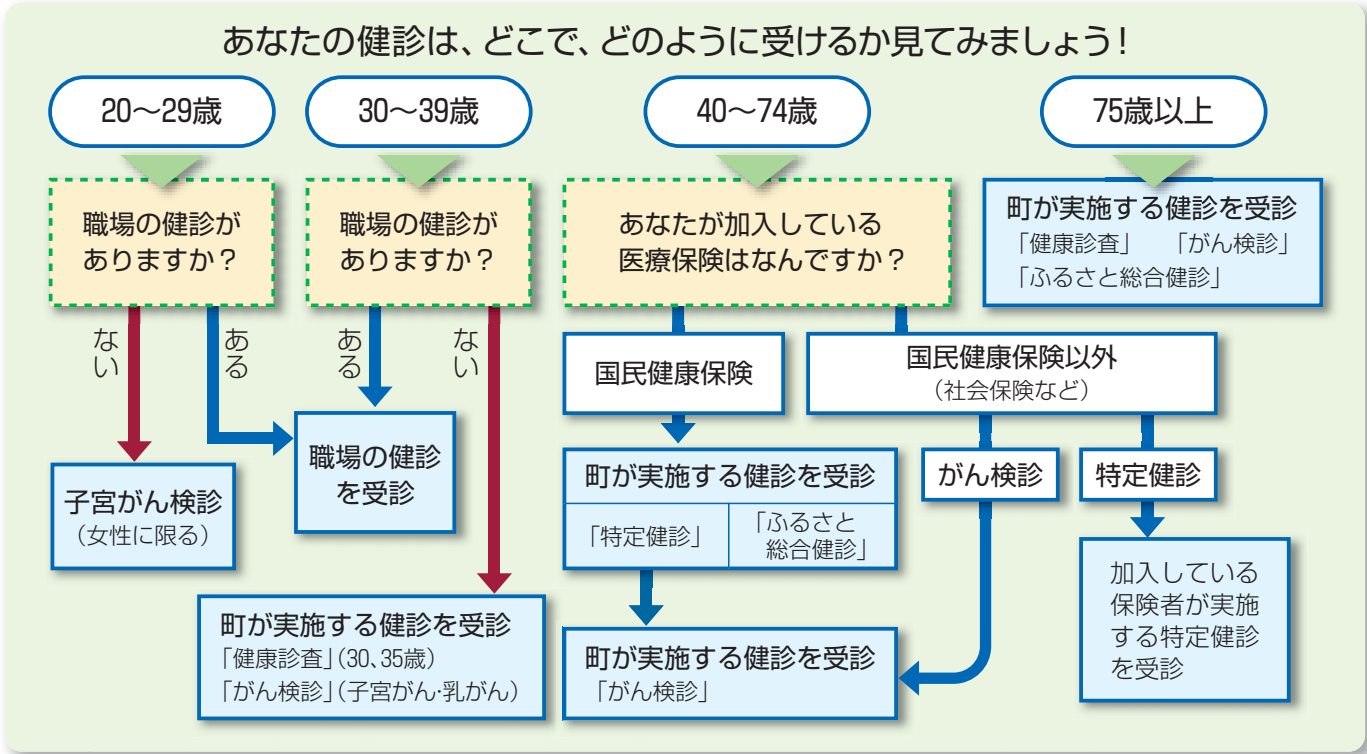 あなたの健診は、どこで、どのように受けるか見てみましょう！
20〜29歳
職場の健診が
ありますか？
ない
ある
子宮がん検診
（女性に限る）
30〜39歳
職場の健診が
ありますか？
ある
ない
職場の健診
を受診
町が実施する健診を受診
「健康診査」（30、35歳）
「がん検診」（子宮がん・乳がん）
40〜74歳
あなたが加入している
医療保険はなんですか？
国民健康保険
町が実施する健診を受診
「特定健診」
「ふるさと
総合健診」
町が実施する健診を受診
「がん検診」
国民健康保険以外
（社会保険など）
がん検診
特定健診
加入している
保険者が実施
する特定健診
を受診
75歳以上
町が実施する健診を受診
「健康診査」　「がん検診」
「ふるさと総合健診」